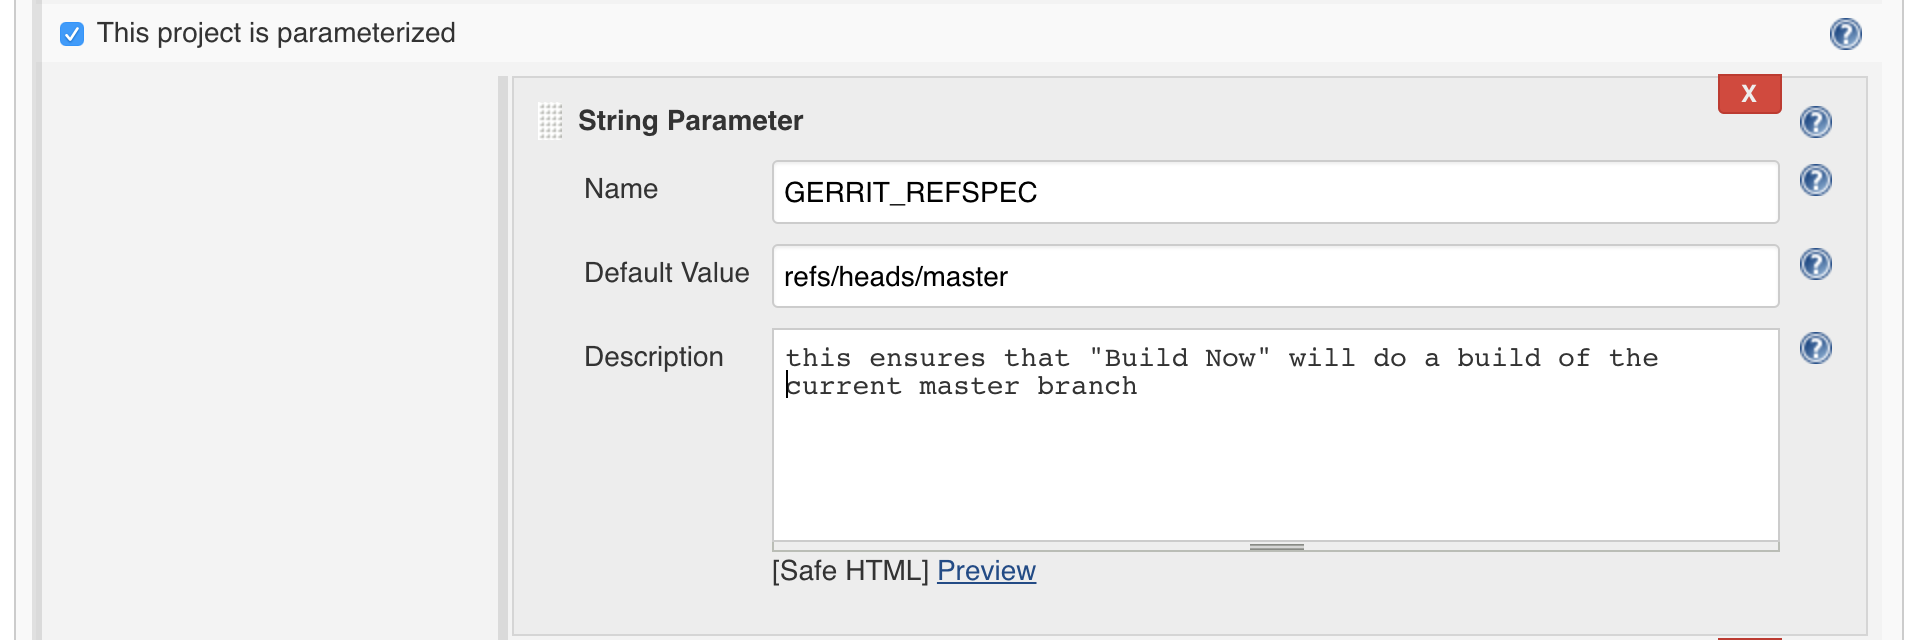 This project is parameterized
?
X
String Parameter
?
Name
GERRIT_REFSPEC
?
Default Value
refs/heads/master
?
Description
this ensures that "Build Now" will do a build of the
current master branch
?
[Safe HTML] Preview